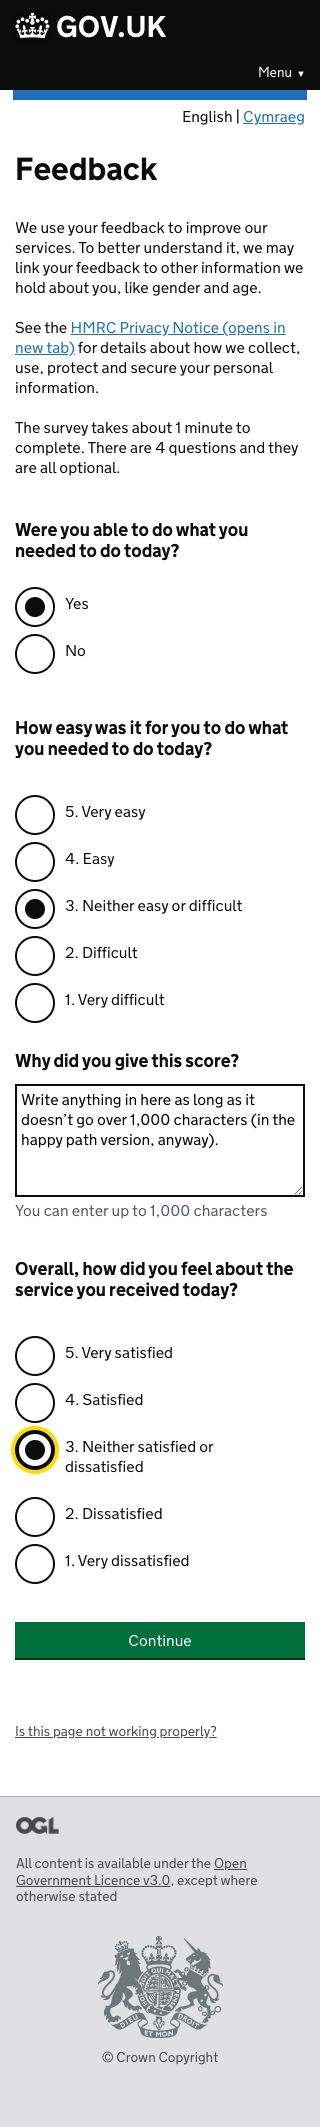 GOV.UK
Menu ▼
English | Cymraeg
Feedback
We use your feedback to improve our
services. To better understand it, we may
link your feedback to other information we
hold about you, like gender and age.
See the HMRC Privacy Notice (opens in
new tab) for details about how we collect,
use, protect and secure your personal
information.
The survey takes about 1 minute to
complete. There are 4 questions and they
are all optional.
Were you able to do what you
needed to do today?
Yes
No
How easy was it for you to do what
you needed to do today?
5. Very easy
4. Easy
3. Neither easy or difficult
2. Difficult
1. Very difficult
Why did you give this score?
Write anything in here as long as it
doesn’t go over 1,000 characters (in the
happy path version, anyway).
You can enter up to 1,000 characters
Overall, how did you feel about the
service you received today?
5. Very satisfied
4. Satisfied
3. Neither satisfied or
dissatisfied
2. Dissatisfied
1. Very dissatisfied
Continue
Is this page not working properly?
OGL
All content is available under the Open
Government Licence v3.0, except where
otherwise stated
DIEU ET MON DROIT
© Crown Copyright